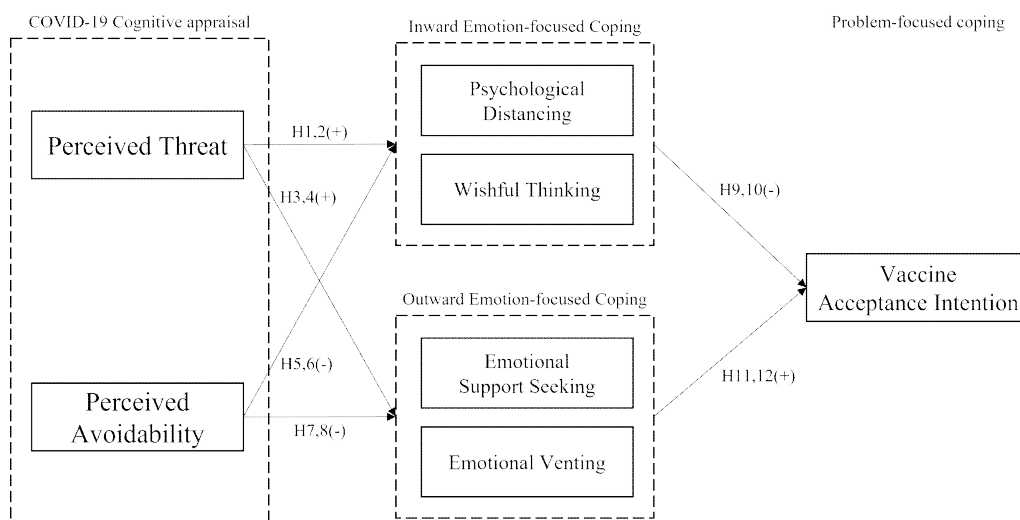 COVID-19 Cognitive appraisal
Inward Emotion-focused Coping
Problem-focused coping
Psychological
Distancing
Perceived Threat
H1,2(+)
Wishful Thinking
H3,4(+)
H9,10(-)
Vaccine
Acceptance Intention
Outward Emotion-focused Coping
Emotional
Support Seeking
H5,6(-)
H11,12(+)
Perceived
Avoidability
H7,8(-)
Emotional Venting